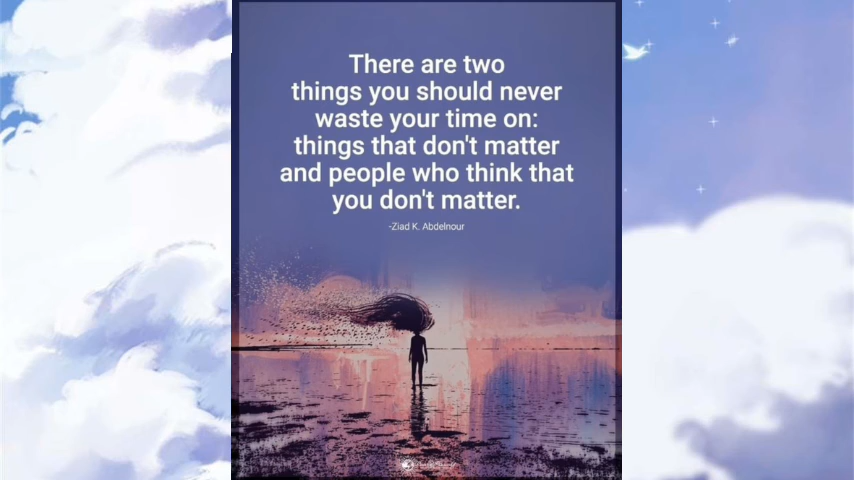 There are two
things you should never
waste your time on:
things that don't matter
and people who think that
you don't matter.
-Ziad K. Abdelnour